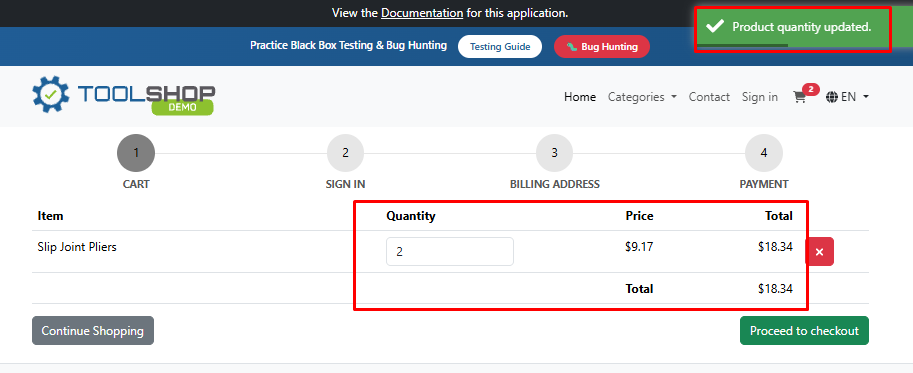 View the Documentation for this application.
Product quantity updated.
Practice Black Box Testing & Bug Hunting Testing Guide Bug Hunting
TOOLSHOP
DEMO
Home Categories Contact Sign in 2 EN
1 2 3 4
CART SIGN IN BILLING ADDRESS PAYMENT
Item Quantity Price Total
Slip Joint Pliers 2 $9.17 $18.34
Total $18.34
Continue Shopping Proceed to checkout